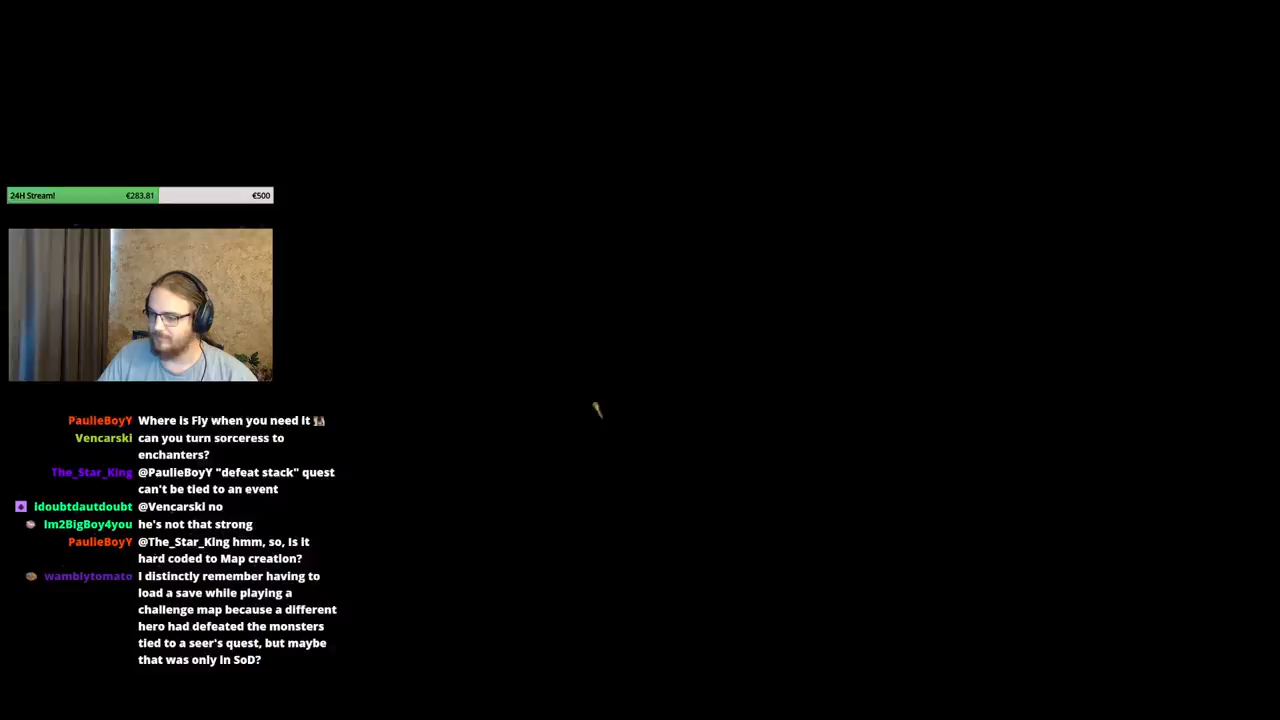 24H Stream! €283.81 €500
PaulieBoyY Where is Fly when you need it
Vencarski can you turn sorceress to
enchanters?
The_Star_King @PaulieBoyY "defeat stack" quest
can't be tied to an event
idoubtdautdoubt @Vencarski no
Im2BigBoy4you he's not that strong
PaulieBoyY @The_Star_King hmm, so, is it
hard coded to Map creation?
wamblytomato I distinctly remember having to
load a save while playing a
challenge map because a different
hero had defeated the monsters
tied to a seer's quest, but maybe
that was only in SoD?